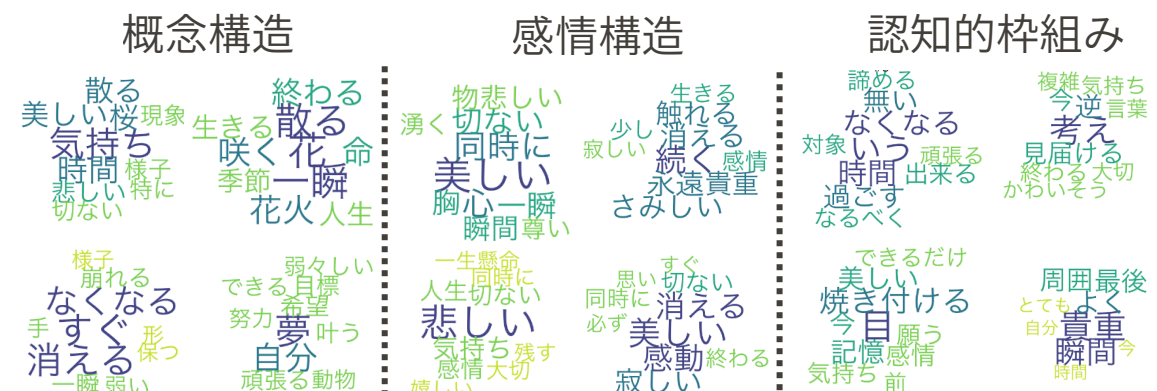 概念構造
感情構造
認知的枠組み
散る
美しい 桜 現象
気持ち
時間 様子
悲しい 特に
切ない
終わる
生きる 散る
咲く 花 命
季節 一瞬
花火 人生
物悲しい
湧く 切ない
同時に
美しい
胸 心 一瞬
瞬間 尊い
生きる
触れる
少し 消える
寂しい 続く 感情
永遠 貴重
さみしい
諦める
無い
なくなる
対象 いう 頑張る
時間 出来る
過ごす
なるべく
複雑 気持ち
今 逆 言葉
考え
見届ける
終わる 大切
かわいそう
様子
崩れる
なくなる
手 すぐ 形
消える 保つ
一瞬 弱い
弱々しい
できる 目標
希望
努力 夢 叶う
自分
頑張る 動物
一生懸命
同時に
人生 切ない
悲しい
気持ち 残す
感情 大切
嬉しい
すぐ
思い 切ない
同時に 消える
必ず 美しい
感動 終わる
寂しい
できるだけ
美しい
焼き付ける
今 目 願う
記憶 感情
気持ち 前
周囲 最後
とても よく
自分 貴重
瞬間 今
時間